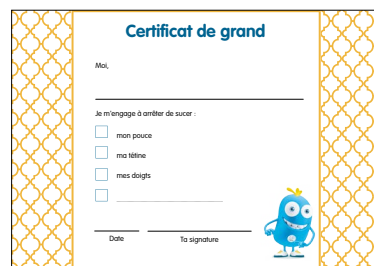 Certificat de grand
Moi,
Je m'engage à arrêter de sucer :
mon pouce
ma tétine
mes doigts
Date Ta signature